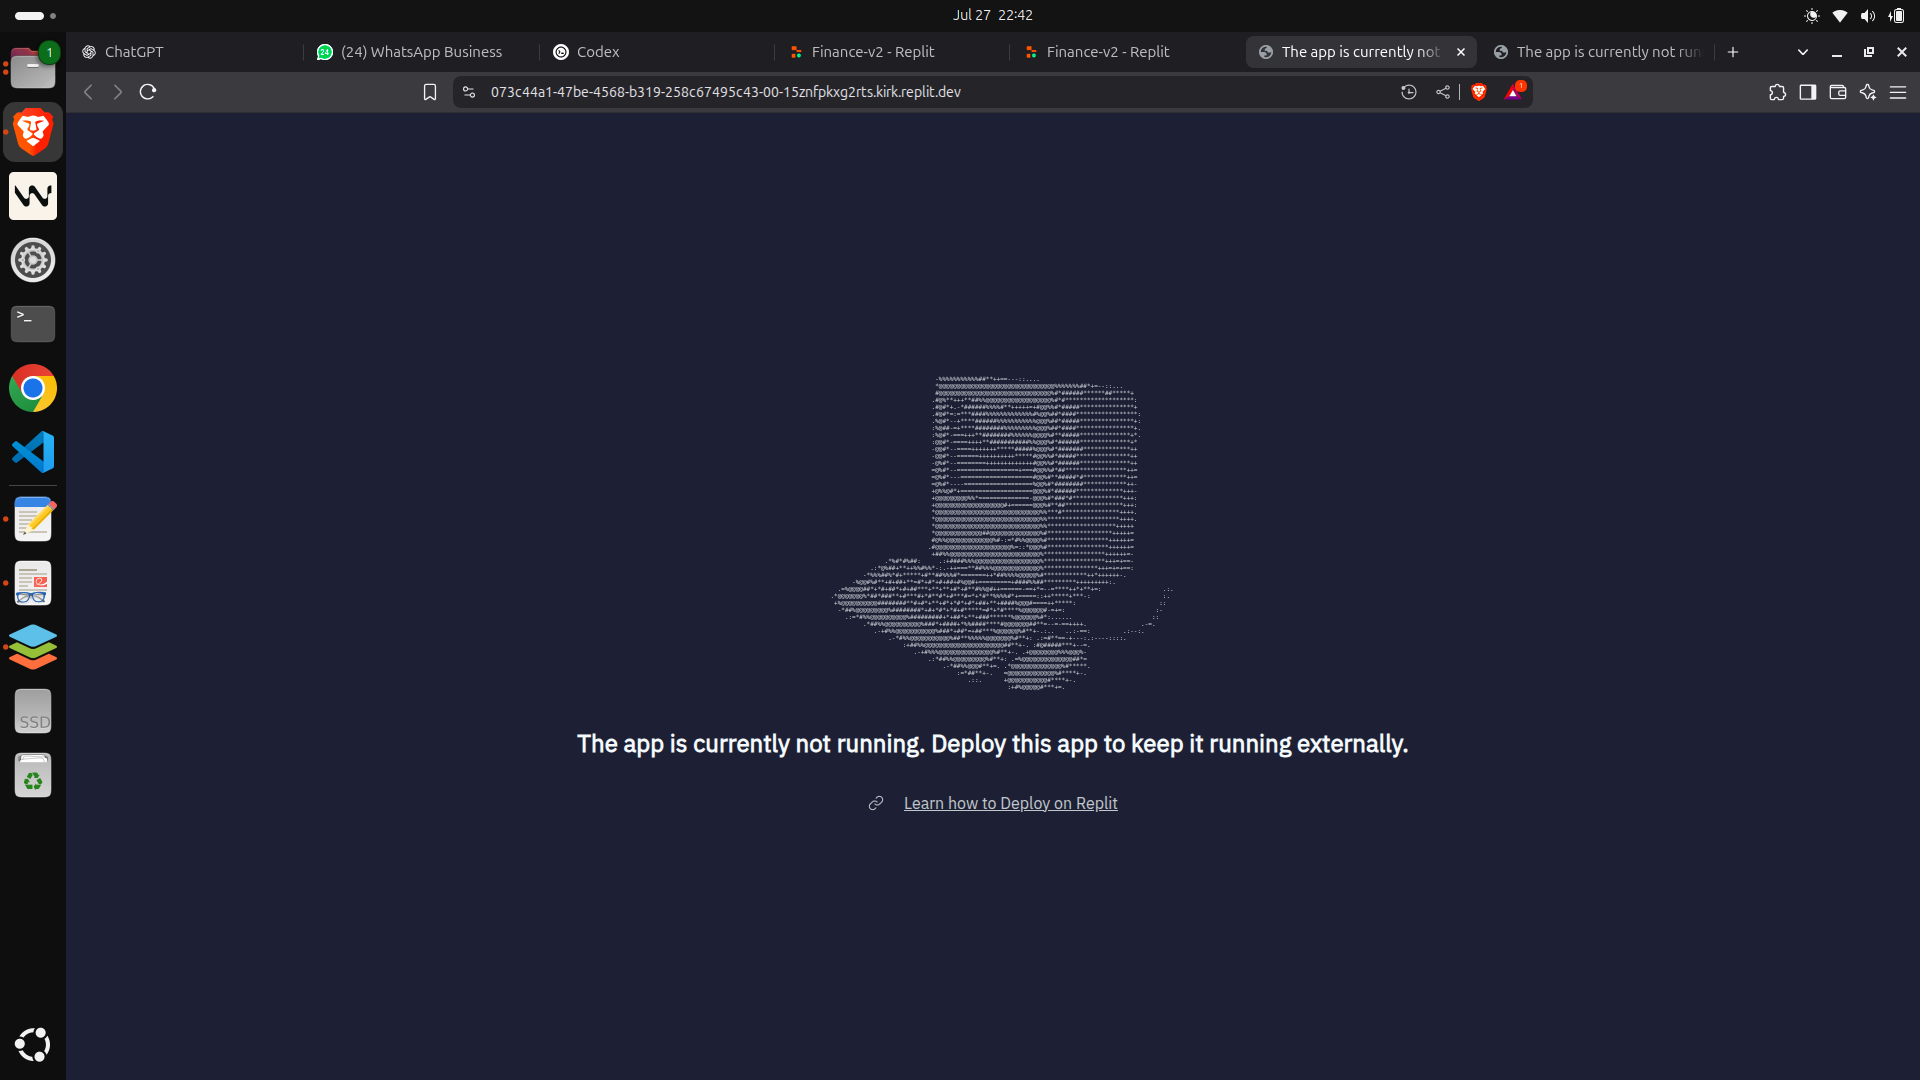 Jul 27 22:42
1
ChatGPT
24
(24) WhatsApp Business
Codex
Finance-v2 - Replit
Finance-v2 - Replit
The app is currently not
The app is currently not run
073c44a1-47be-4568-b319-258c67495c43-00-15znfpkxg2rts.kirk.replit.dev
1
>_
The app is currently not running. Deploy this app to keep it running externally.
Learn how to Deploy on Replit
SSD